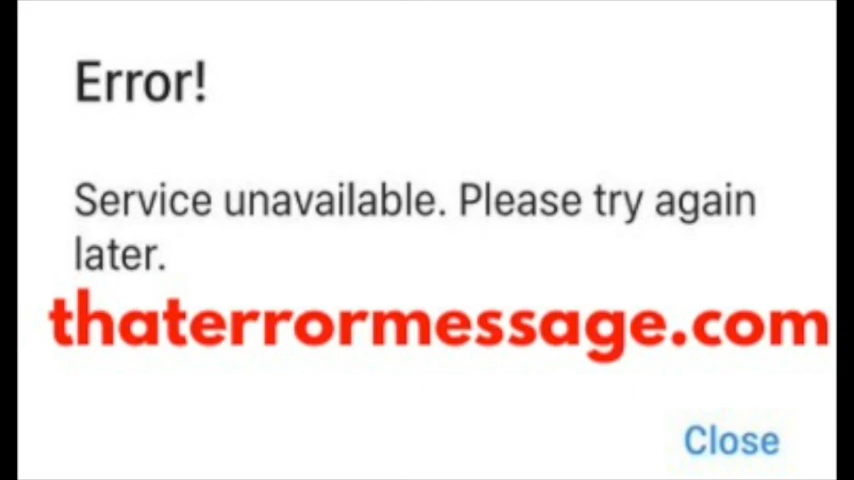 Error!
Service unavailable. Please try again
later.
thaterrormessage.com
Close